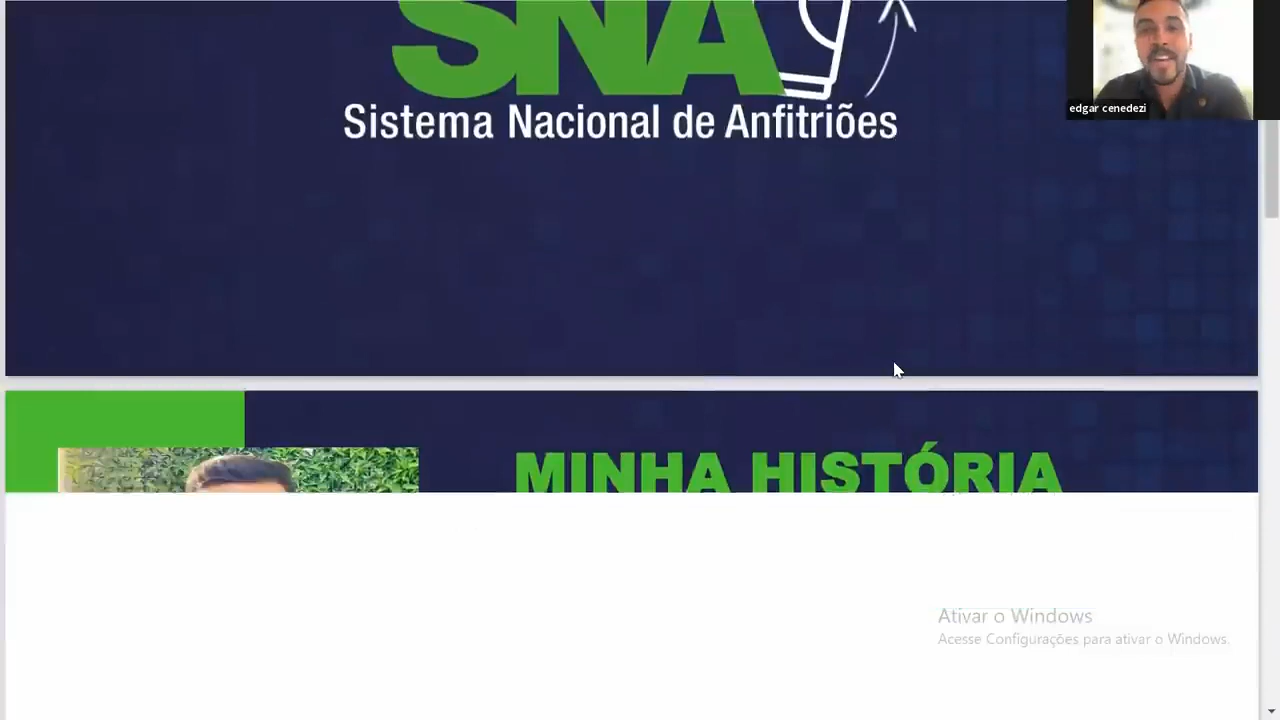 SNA
edgar cenedezi
Sistema Nacional de Anfitriões
MINHA HISTÓRIA
Ativar o Windows
Acesse Configurações para ativar o Windows.